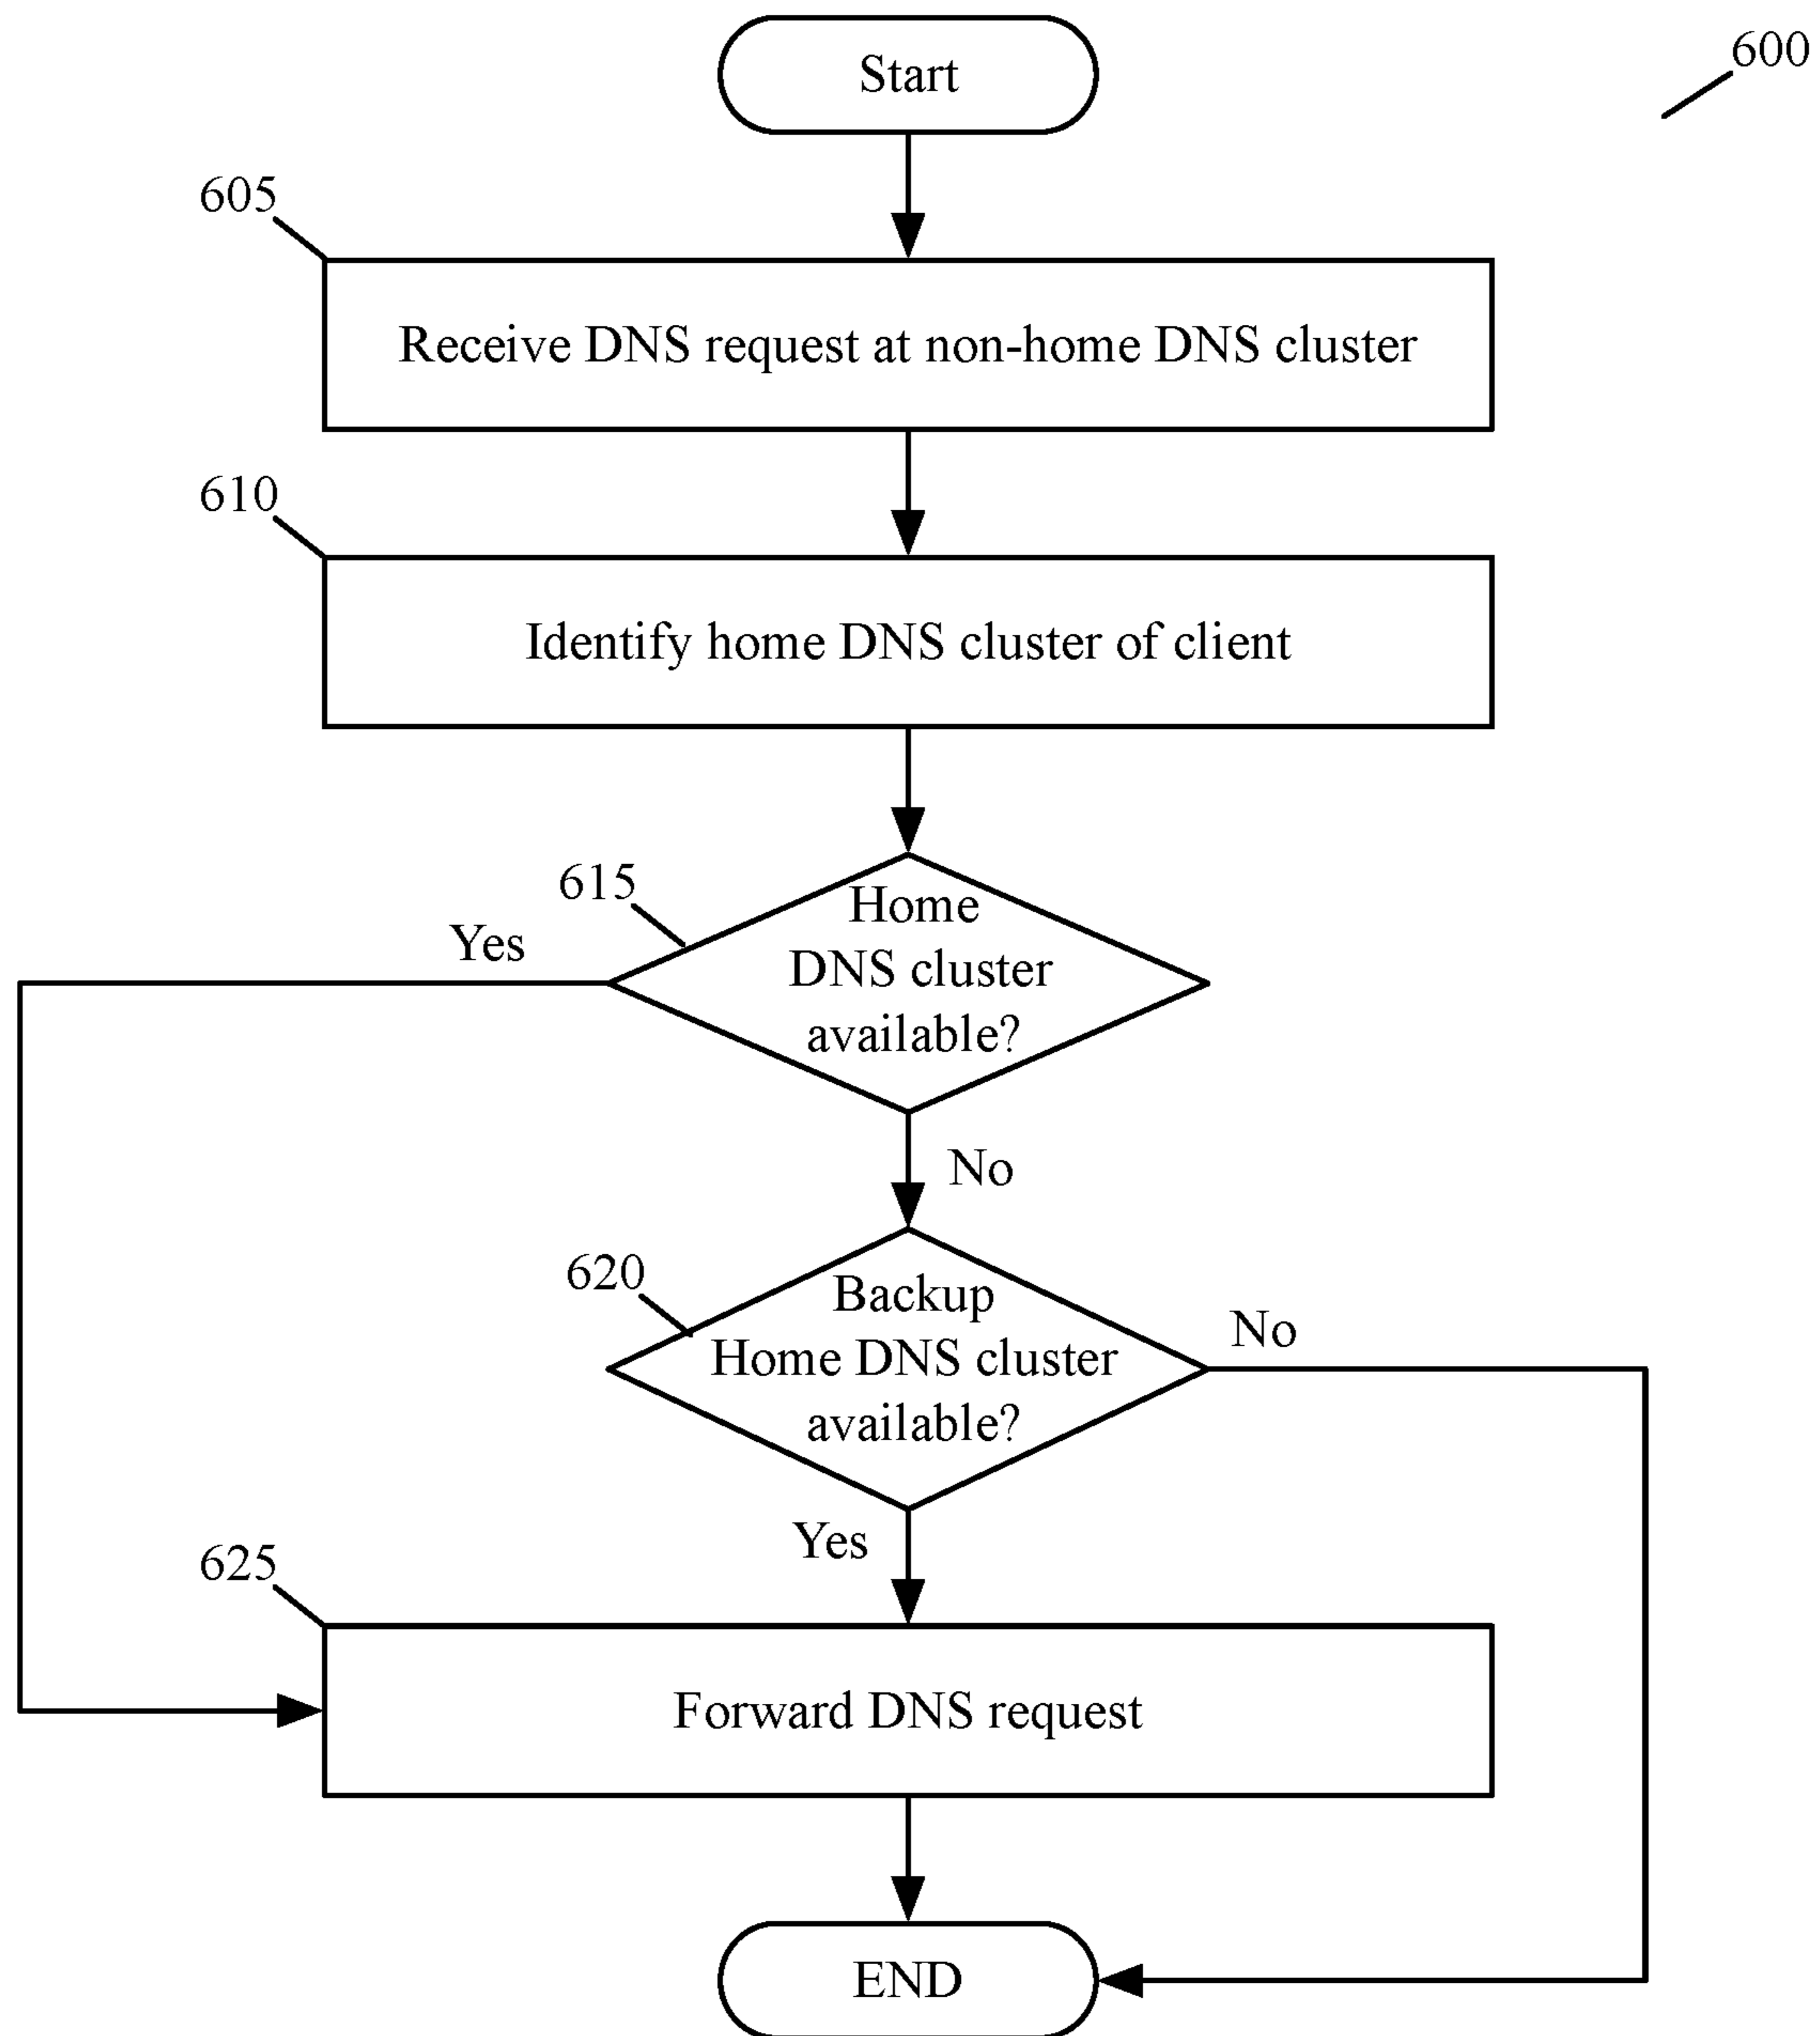 Start
600
605
Receive DNS request at non-home DNS cluster
610
Identify home DNS cluster of client
615
Home
DNS cluster
available?
Yes
No
620
Backup
Home DNS cluster
available?
No
Yes
625
Forward DNS request
END